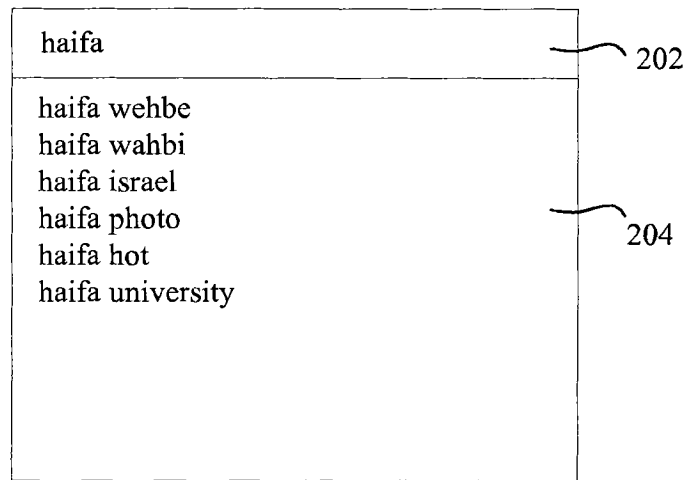 haifa
202
haifa wehbe
haifa wahbi
haifa israel
haifa photo
204
haifa hot
haifa university